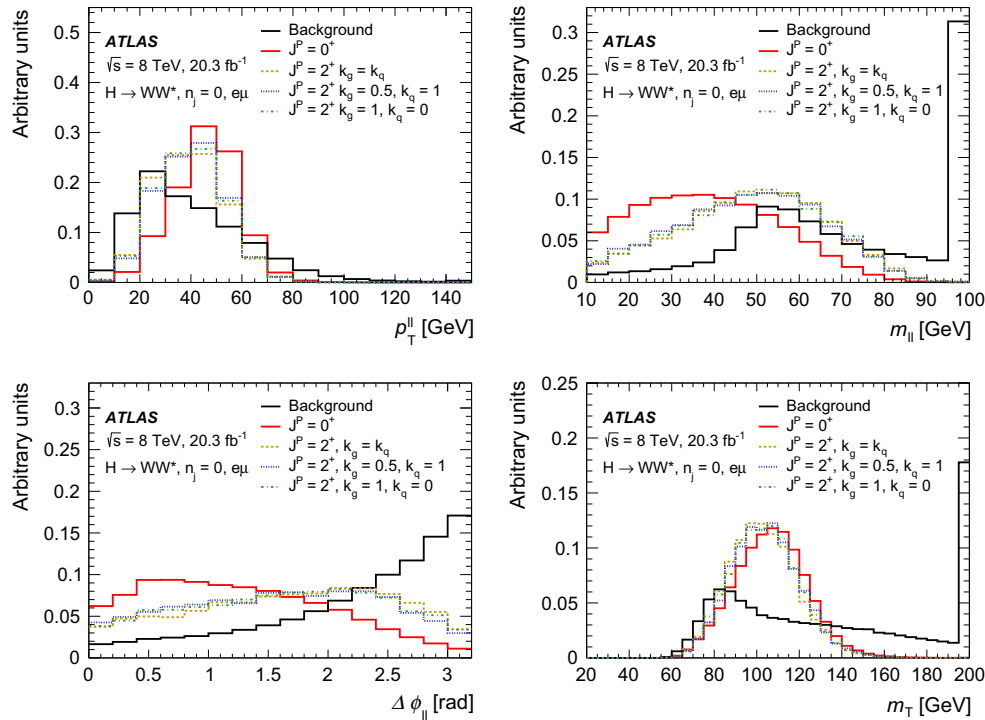 Arbitrary units
0.5
0.4
0.3
0.2
0.1
0
ATLAS
√s = 8 TeV, 20.3 fb⁻¹
H → WW*, n_j = 0, eμ
Background
J^P = 0⁺
J^P = 2⁺ k_g = k_q
J^P = 2⁺ k_g = 0.5, k_q = 1
J^P = 2⁺ k_g = 1, k_q = 0
0 20 40 60 80 100 120 140
p_T^ll [GeV]
Arbitrary units
0.3
0.25
0.2
0.15
0.1
0.05
0
ATLAS
√s = 8 TeV, 20.3 fb⁻¹
H → WW*, n_j = 0, eμ
Background
J^P = 0⁺
J^P = 2⁺ k_g = k_q
J^P = 2⁺ k_g = 0.5, k_q = 1
J^P = 2⁺ k_g = 1, k_q = 0
10 20 30 40 50 60 70 80 90 100
m_ll [GeV]
Arbitrary units
0.3
0.25
0.2
0.15
0.1
0.05
0
ATLAS
√s = 8 TeV, 20.3 fb⁻¹
H → WW*, n_j = 0, eμ
Background
J^P = 0⁺
J^P = 2⁺, k_g = k_q
J^P = 2⁺, k_g = 0.5, k_q = 1
J^P = 2⁺, k_g = 1, k_q = 0
0 0.5 1 1.5 2 2.5 3
Δ ϕ_ll [rad]
Arbitrary units
0.25
0.2
0.15
0.1
0.05
0
ATLAS
√s = 8 TeV, 20.3 fb⁻¹
H → WW*, n_j = 0, eμ
Background
J^P = 0⁺
J^P = 2⁺, k_g = k_q
J^P = 2⁺, k_g = 0.5, k_q = 1
J^P = 2⁺, k_g = 1, k_q = 0
20 40 60 80 100 120 140 160 180 200
m_T [GeV]